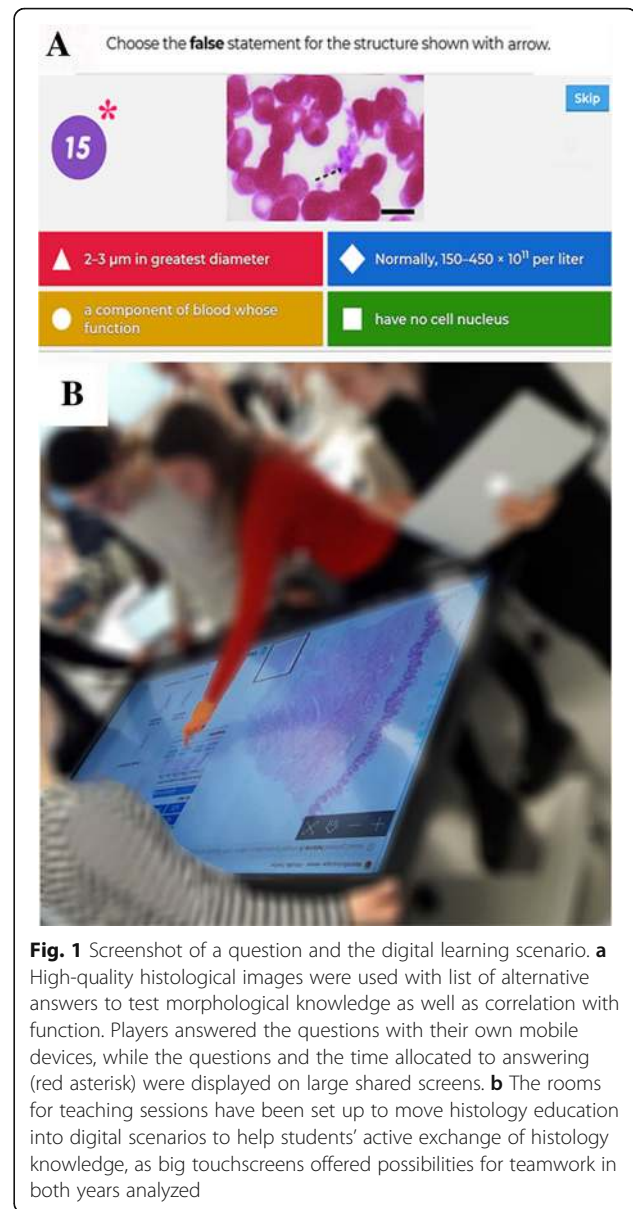 A
Choose the false statement for the structure shown with arrow.
*
Skip
15
2-3 µm in greatest diameter
Normally, 150-450 × 10¹¹ per liter
a component of blood whose
function
have no cell nucleus
B
Fig. 1 Screenshot of a question and the digital learning scenario. a
High-quality histological images were used with list of alternative
answers to test morphological knowledge as well as correlation with
function. Players answered the questions with their own mobile
devices, while the questions and the time allocated to answering
(red asterisk) were displayed on large shared screens. b The rooms
for teaching sessions have been set up to move histology education
into digital scenarios to help students' active exchange of histology
knowledge, as big touchscreens offered possibilities for teamwork in
both years analyzed